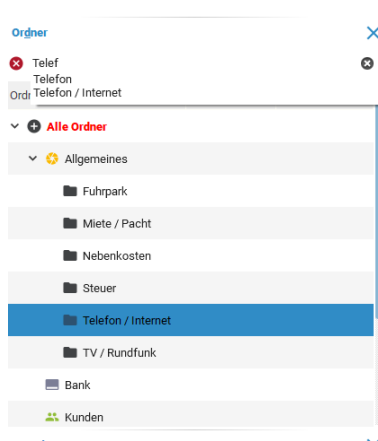 Ordner
Telef
Telefon
Telefon / Internet
Ordr
Alle Ordner
Allgemeines
Fuhrpark
Miete / Pacht
Nebenkosten
Steuer
Telefon / Internet
TV / Rundfunk
Bank
Kunden